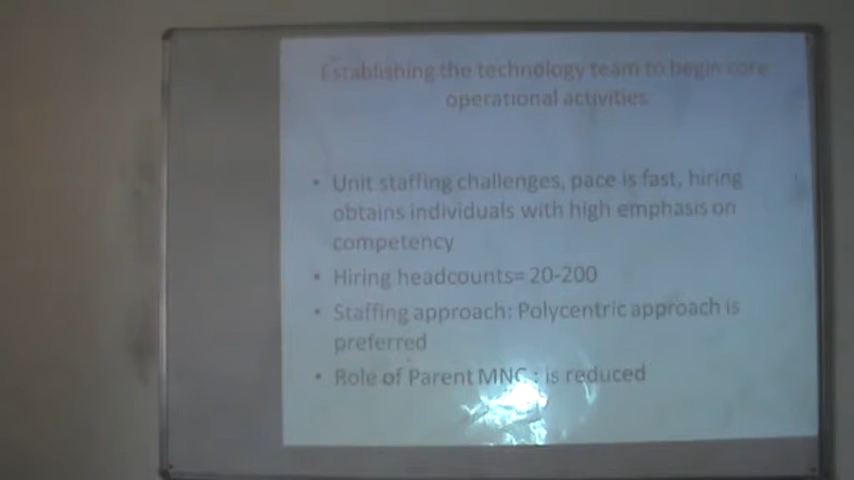 Establishing the technology team to begin core
operational activities
• Unit staffing challenges, pace is fast, hiring
obtains individuals with high emphasis on
competency
• Hiring headcounts= 20-200
• Staffing approach: Polycentric approach is
preferred
• Role of Parent MNC : is reduced